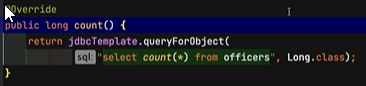 @Override
public long count() {
return jdbcTemplate.queryForObject(
sql: "select count(*) from officers", Long.class);
}